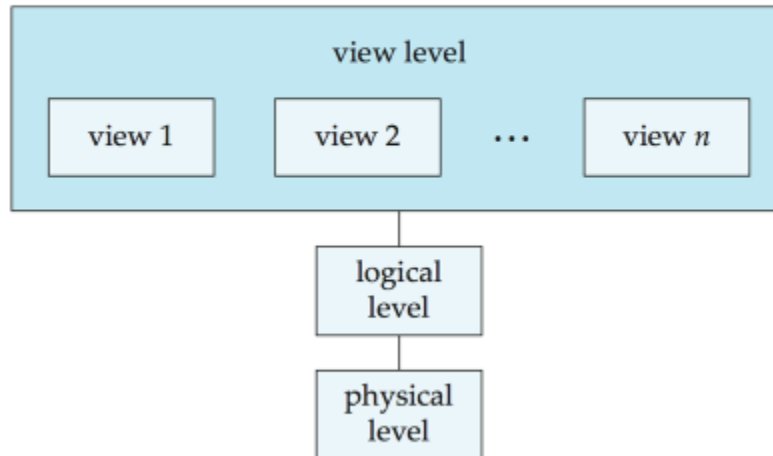 view level
view 1
view 2
...
view n
logical
level
physical
level